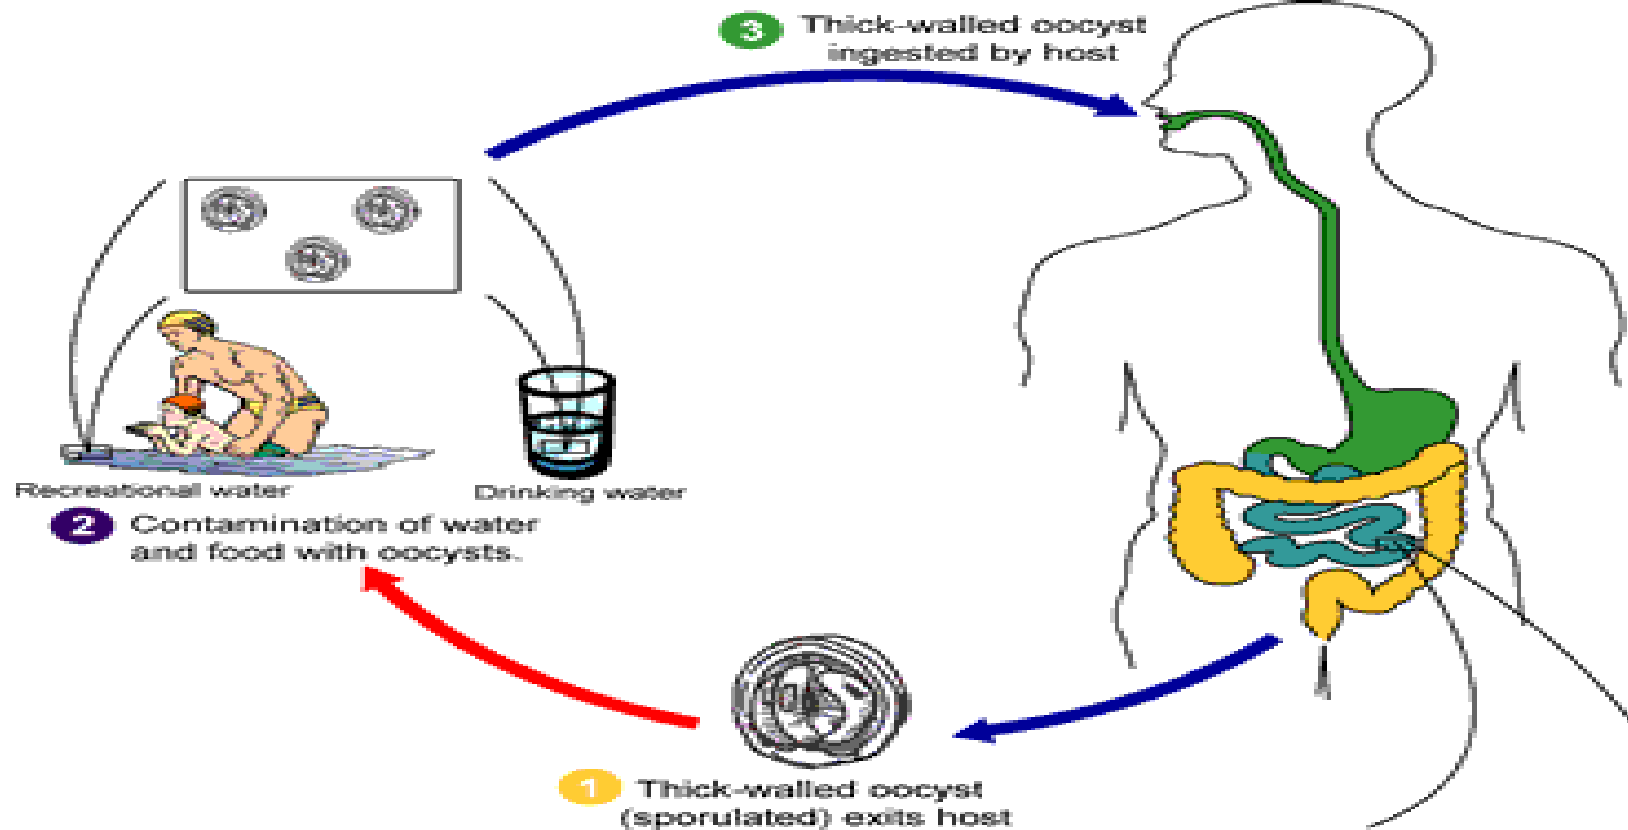 3 Thick-walled oocyst
ingested by host
Recreational water
Drinking water
2 Contamination of water
and food with oocysts.
1 Thick-walled oocyst
(sporulated) exits host